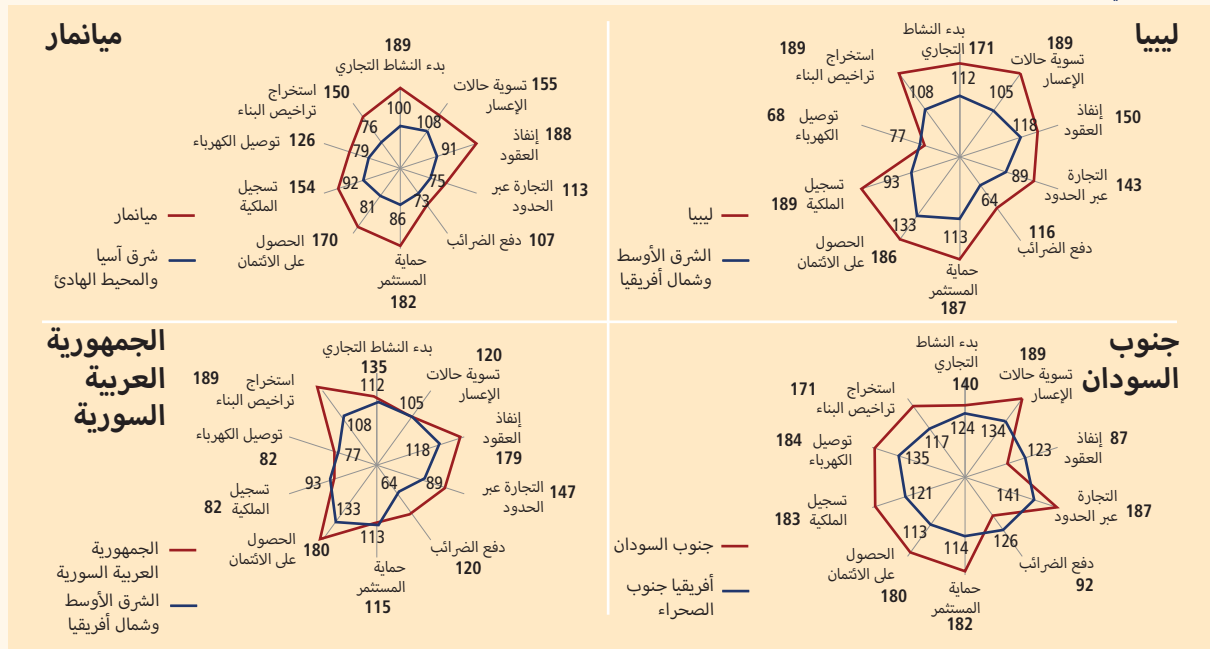 ليبيا
بدء النشاط
التجاري 171
112
189
تسوية حالات
الإعسار
105
إنفاذ
العقود
150
118
التجارة
عبر الحدود
143
89
116
دفع الضرائب
64
حماية
المستثمر
187
113
الحصول
على الائتمان
186
133
تسجيل
الملكية 189
93
توصيل
الكهرباء
68
77
189
استخراج
تراخيص البناء
108
ليبيا
الشرق الأوسط
وشمال أفريقيا
ميانمار
189
بدء النشاط التجاري
100
تسوية حالات
الإعسار
155
108
إنفاذ
العقود
188
91
التجارة عبر
الحدود
113
75
دفع الضرائب 107
73
حماية
المستثمر
182
86
الحصول
على الائتمان
170
81
تسجيل
الملكية
154
92
توصيل الكهرباء 126
79
استخراج
تراخيص البناء
150
76
ميانمار
شرق آسيا
والمحيط الهادئ
جنوب
السودان
بدء النشاط
التجاري
140
124
189
تسوية حالات
الإعسار
134
إنفاذ
العقود
87
123
التجارة
عبر الحدود
187
141
دفع الضرائب
92
126
حماية
المستثمر
182
114
الحصول
على الائتمان
180
113
تسجيل
الملكية
183
121
توصيل
الكهرباء
184
135
171
استخراج
تراخيص البناء
117
جنوب السودان
أفريقيا جنوب
الصحراء
الجمهورية
العربية
السورية
بدء النشاط التجاري
135
112
120
تسوية حالات
الإعسار
105
إنفاذ
العقود
179
118
التجارة عبر
الحدود
147
89
دفع الضرائب
120
64
حماية
المستثمر
115
113
الحصول
على الائتمان
180
133
تسجيل
الملكية 82
93
توصيل الكهرباء
82
77
189
استخراج
تراخيص البناء
108
الجمهورية
العربية السورية
الشرق الأوسط
وشمال أفريقيا